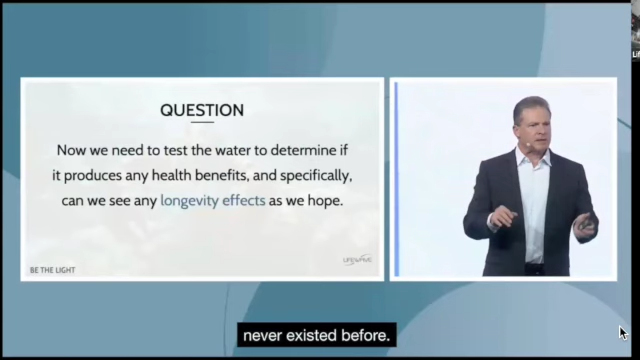 QUESTION
Now we need to test the water to determine if
it produces any health benefits, and specifically,
can we see any longevity effects as we hope.
LIFEWAVE
BE THE LIGHT
never existed before.